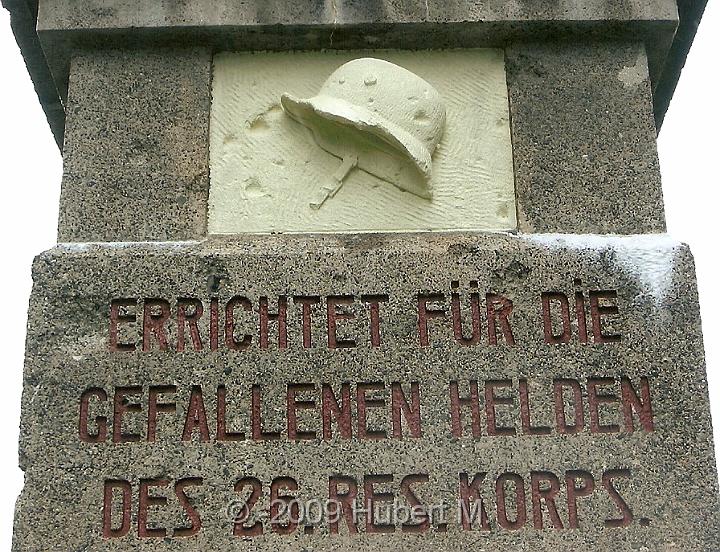 ERRICHTET FÜR DIE
GEFALLENEN HELDEN
DES 26. RES. KORPS.
© 2009 Hubert M